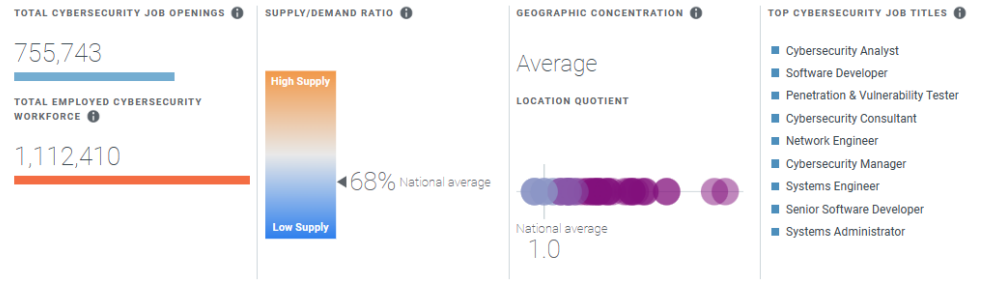 TOTAL CYBERSECURITY JOB OPENINGS
755,743
TOTAL EMPLOYED CYBERSECURITY
WORKFORCE
1,112,410
SUPPLY/DEMAND RATIO
High Supply
68% National average
Low Supply
GEOGRAPHIC CONCENTRATION
Average
LOCATION QUOTIENT
National average
1.0
TOP CYBERSECURITY JOB TITLES
Cybersecurity Analyst
Software Developer
Penetration & Vulnerability Tester
Cybersecurity Consultant
Network Engineer
Cybersecurity Manager
Systems Engineer
Senior Software Developer
Systems Administrator